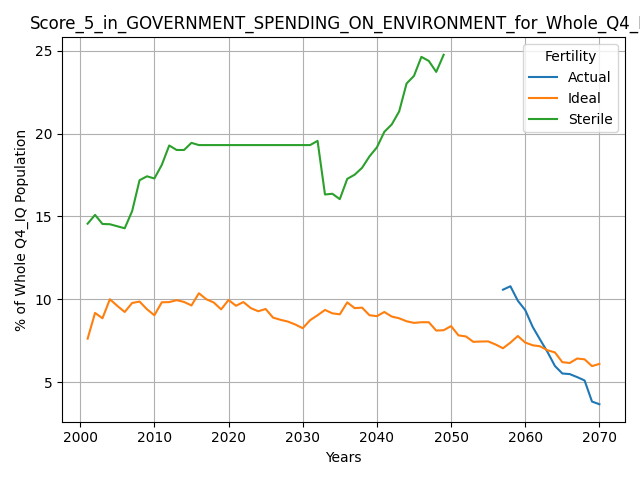 Score_5_in_GOVERNMENT_SPENDING_ON_ENVIRONMENT_for_Whole_Q4_I
25
20
15
10
5
% of Whole Q4_IQ Population
Fertility
Actual
Ideal
Sterile
2000 2010 2020 2030 2040 2050 2060 2070
Years